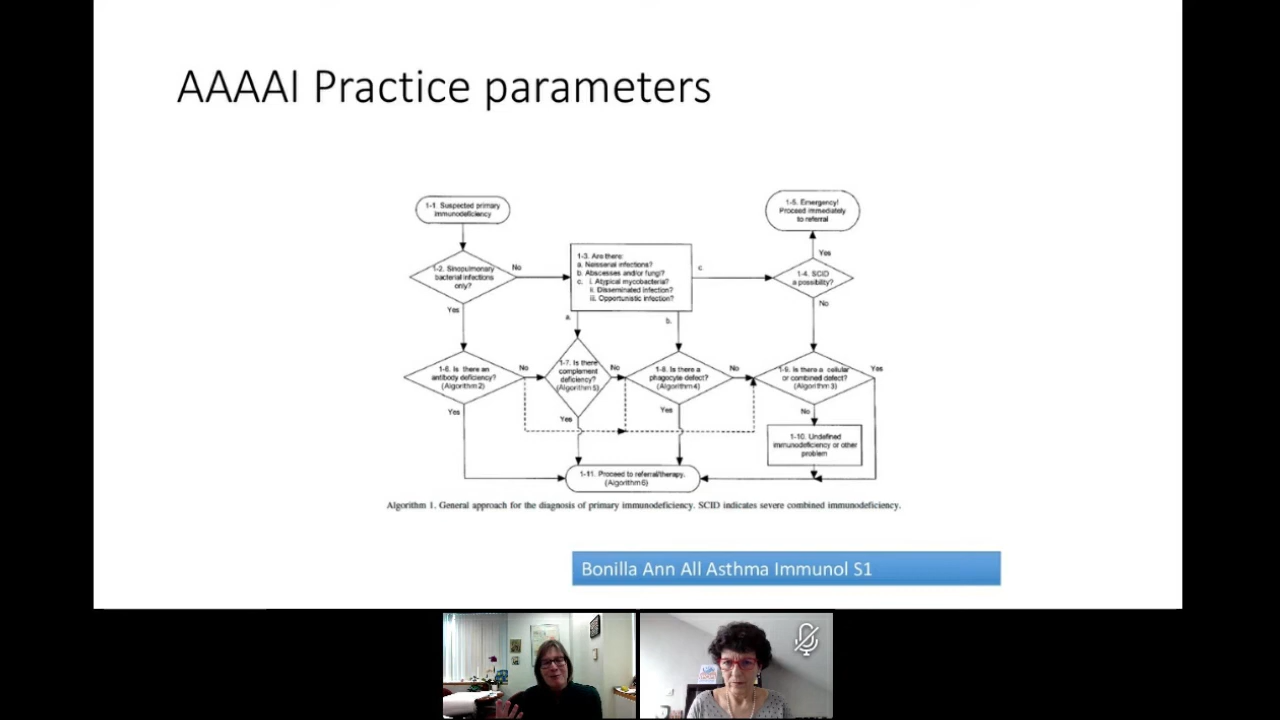 AAAAI Practice parameters
1-1. Suspected primary
immunodeficiency
1-2. Sinopulmonary
bacterial infections
only?
No
Yes
1-3. Are there:
a. Neisserial infections?
b. Abscesses and/or fungi?
c. i. Atypical mycobacteria?
ii. Disseminated infection?
iii. Opportunistic infection?
a.
b.
c.
1-5. Emergency!
Proceed immediately
to referral
Yes
1-4. SCID
a possibility?
No
1-6. Is there an
antibody deficiency?
(Algorithm 2)
No
Yes
1-7. Is there
complement
deficiency?
(Algorithm 5)
No
Yes
1-8. Is there a
phagocyte defect?
(Algorithm 4)
No
Yes
1-9. Is there a cellular
or combined defect?
(Algorithm 3)
Yes
No
1-10. Undefined
immunodeficiency or other
problem
1-11. Proceed to referral/therapy.
(Algorithm 6)
Algorithm 1. General approach for the diagnosis of primary immunodeficiency. SCID indicates severe combined immunodeficiency.
Bonilla Ann All Asthma Immunol S1